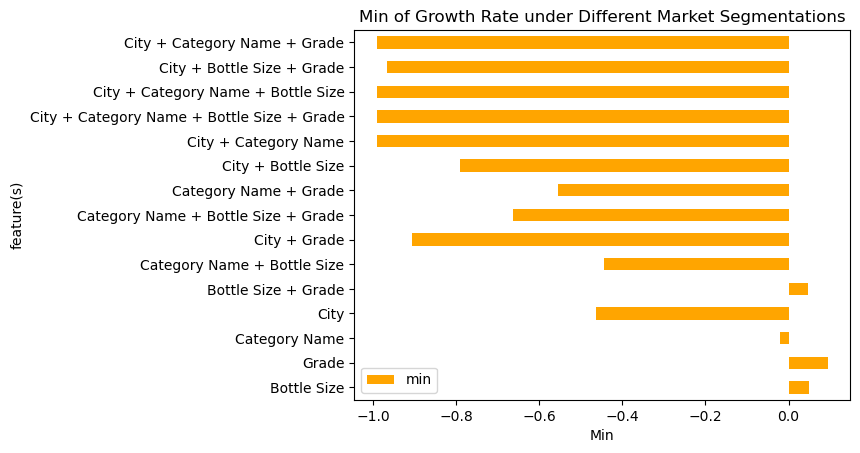 Min of Growth Rate under Different Market Segmentations
City + Category Name + Grade
City + Bottle Size + Grade
City + Category Name + Bottle Size
City + Category Name + Bottle Size + Grade
City + Category Name
City + Bottle Size
Category Name + Grade
Category Name + Bottle Size + Grade
City + Grade
Category Name + Bottle Size
Bottle Size + Grade
City
Category Name
Grade
Bottle Size
feature(s)
min
−1.0 −0.8 −0.6 −0.4 −0.2 0.0
Min